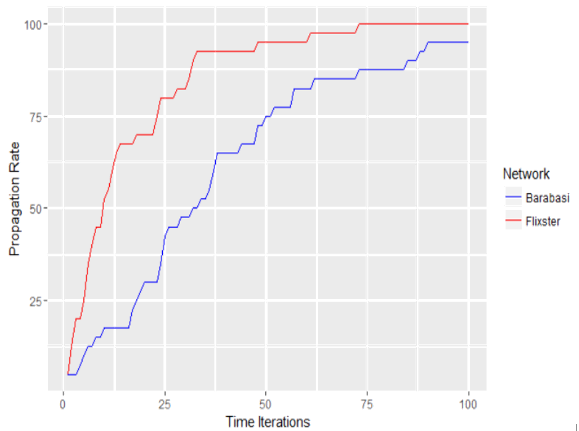 100
75
50
25
Propagation Rate
0 25 50 75 100
Time Iterations
Network
Barabasi
Flixster